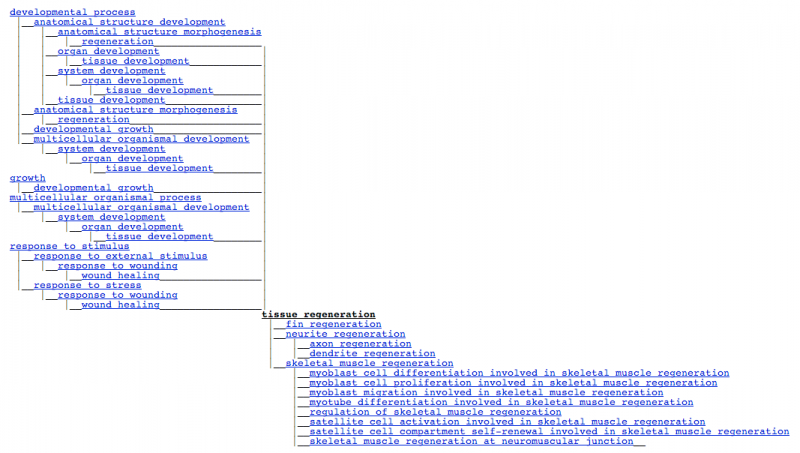 developmental process
anatomical structure development
anatomical structure morphogenesis
regeneration
organ development
tissue development
system development
organ development
tissue development
tissue development
anatomical structure morphogenesis
regeneration
developmental growth
multicellular organismal development
system development
organ development
tissue development
growth
developmental growth
multicellular organismal process
multicellular organismal development
system development
organ development
tissue development
response to stimulus
response to external stimulus
response to wounding
wound healing
response to stress
response to wounding
wound healing
tissue regeneration
fin regeneration
neurite regeneration
axon regeneration
dendrite regeneration
skeletal muscle regeneration
myoblast cell differentiation involved in skeletal muscle regeneration
myoblast cell proliferation involved in skeletal muscle regeneration
myoblast migration involved in skeletal muscle regeneration
myotube differentiation involved in skeletal muscle regeneration
regulation of skeletal muscle regeneration
satellite cell activation involved in skeletal muscle regeneration
satellite cell compartment self-renewal involved in skeletal muscle regeneration
skeletal muscle regeneration at neuromuscular junction